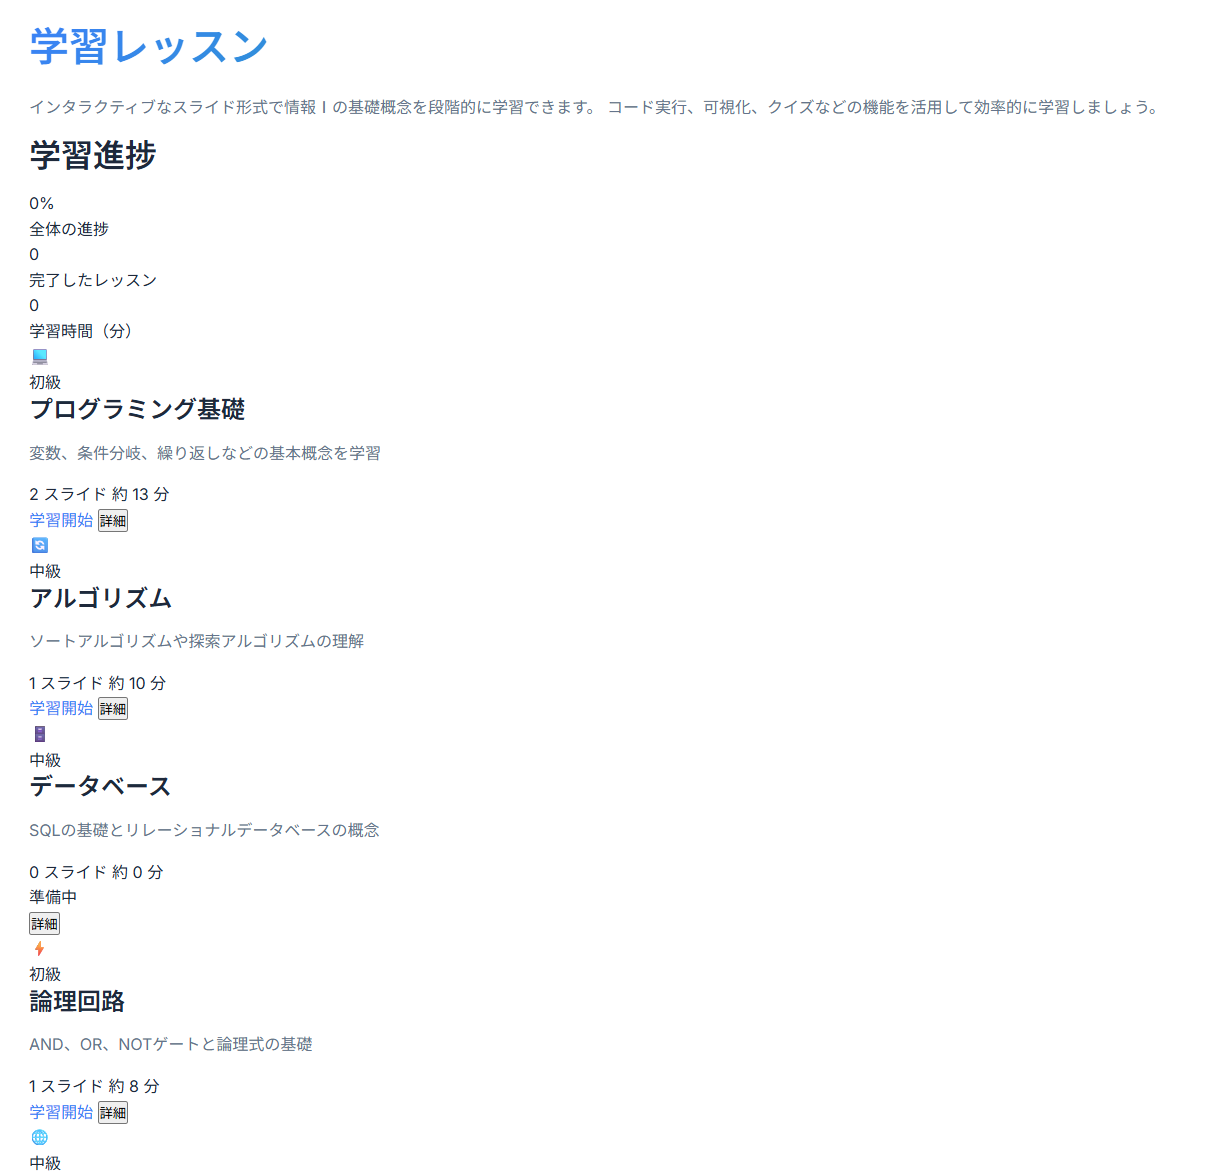 学習レッスン
インタラクティブなスライド形式で情報Ⅰの基礎概念を段階的に学習できます。 コード実行、可視化、クイズなどの機能を活用して効率的に学習しましょう。
学習進捗
0%
全体の進捗
0
完了したレッスン
0
学習時間（分）
初級
プログラミング基礎
変数、条件分岐、繰り返しなどの基本概念を学習
2 スライド 約 13 分
学習開始 詳細
中級
アルゴリズム
ソートアルゴリズムや探索アルゴリズムの理解
1 スライド 約 10 分
学習開始 詳細
中級
データベース
SQLの基礎とリレーショナルデータベースの概念
0 スライド 約 0 分
準備中
詳細
初級
論理回路
AND、OR、NOTゲートと論理式の基礎
1 スライド 約 8 分
学習開始 詳細
中級